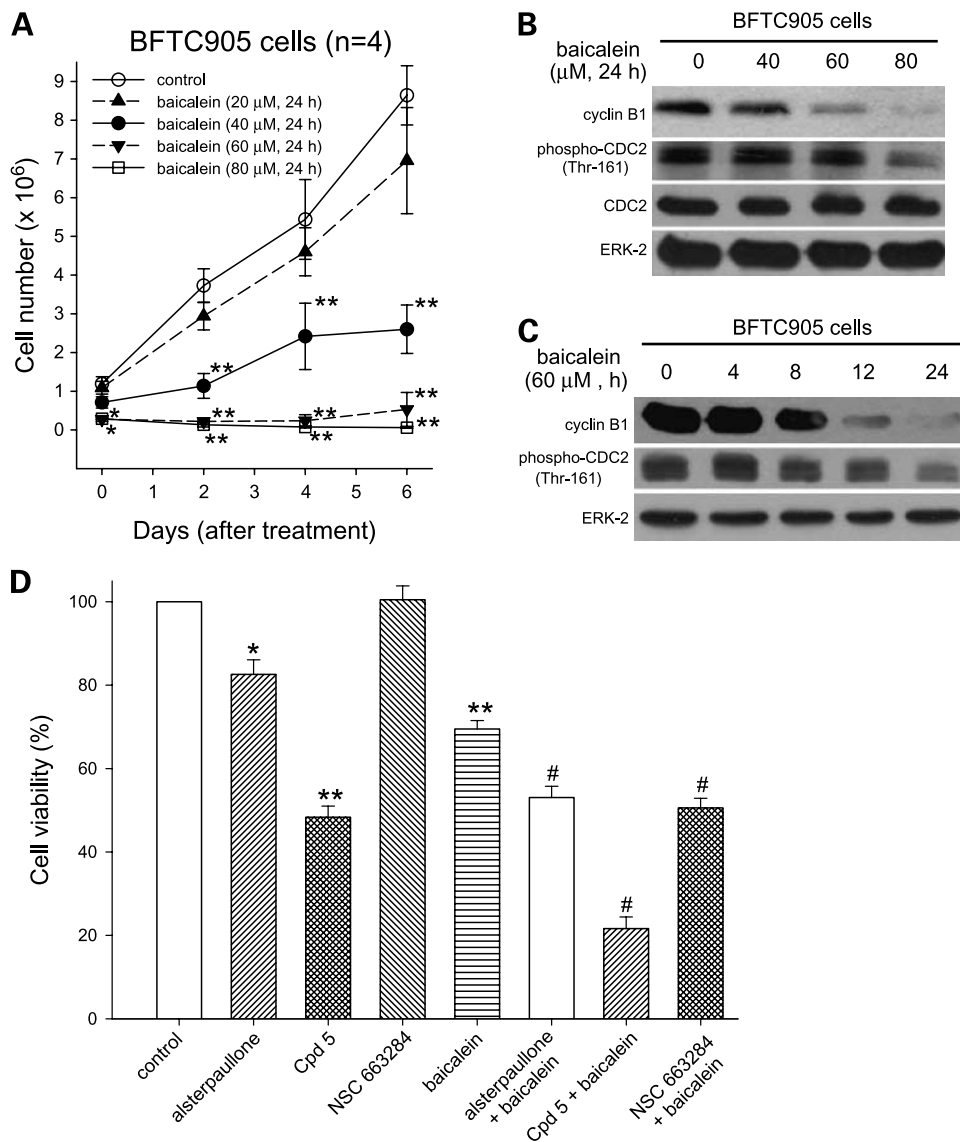 A
BFTC905 cells (n=4)
control
baicalein (20 μM, 24 h)
baicalein (40 μM, 24 h)
baicalein (60 μM, 24 h)
baicalein (80 μM, 24 h)
Cell number (x 10⁶)
9
8
7
6
5
4
3
2
1
0
** **
** **
* ** ** **
* ** ** **
0 1 2 3 4 5 6
Days (after treatment)
B
BFTC905 cells
baicalein
(μM, 24 h) 0 40 60 80
cyclin B1
phospho-CDC2
(Thr-161)
CDC2
ERK-2
C
BFTC905 cells
baicalein
(60 μM , h) 0 4 8 12 24
cyclin B1
phospho-CDC2
(Thr-161)
ERK-2
D
Cell viability (%)
100
80
60
40
20
0
* ** ** # # #
control
alsterpaullone
Cpd 5
NSC 663284
baicalein
alsterpaullone
+ baicalein
Cpd 5 + baicalein
NSC 663284
+ baicalein